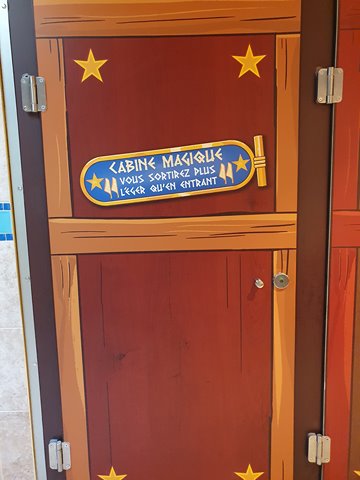 CABINE MAGIQUE
VOUS SORTIREZ PLUS
LÉGER QU'EN ENTRANT